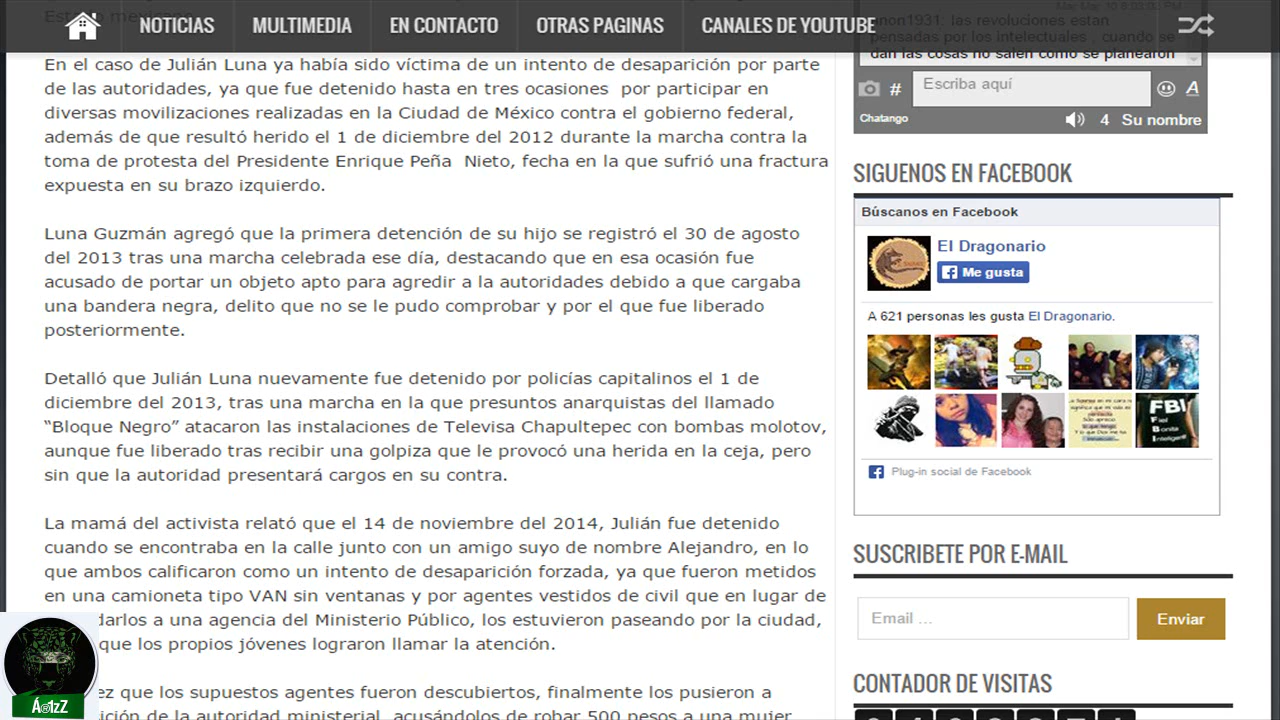 NOTICIAS
MULTIMEDIA
EN CONTACTO
OTRAS PAGINAS
CANALES DE YOUTUBE
En el caso de Julián Luna ya había sido víctima de un intento de desaparición por parte
de las autoridades, ya que fue detenido hasta en tres ocasiones por participar en
diversas movilizaciones realizadas en la Ciudad de México contra el gobierno federal,
además de que resultó herido el 1 de diciembre del 2012 durante la marcha contra la
toma de protesta del Presidente Enrique Peña Nieto, fecha en la que sufrió una fractura
expuesta en su brazo izquierdo.
Luna Guzmán agregó que la primera detención de su hijo se registró el 30 de agosto
del 2013 tras una marcha celebrada ese día, destacando que en esa ocasión fue
acusado de portar un objeto apto para agredir a la autoridades debido a que cargaba
una bandera negra, delito que no se le pudo comprobar y por el que fue liberado
posteriormente.
Detalló que Julián Luna nuevamente fue detenido por policías capitalinos el 1 de
diciembre del 2013, tras una marcha en la que presuntos anarquistas del llamado
“Bloque Negro” atacaron las instalaciones de Televisa Chapultepec con bombas molotov,
aunque fue liberado tras recibir una golpiza que le provocó una herida en la ceja, pero
sin que la autoridad presentará cargos en su contra.
La mamá del activista relató que el 14 de noviembre del 2014, Julián fue detenido
cuando se encontraba en la calle junto con un amigo suyo de nombre Alejandro, en lo
que ambos calificaron como un intento de desaparición forzada, ya que fueron metidos
en una camioneta tipo VAN sin ventanas y por agentes vestidos de civil que en lugar de
darlos a una agencia del Ministerio Público, los estuvieron paseando por la ciudad,
que los propios jóvenes lograron llamar la atención.
ez que los supuestos agentes fueron descubiertos, finalmente los pusieron a
ición de la autoridad ministerial, acusándolos de robar 500 pesos a una mujer
Á®1zZ
anon1931: las revoluciones estan
pensadas por los intelectuales , cuando se
dan las cosas no salen como se planearon
# Escriba aquí A
Chatango 4 Su nombre
SIGUENOS EN FACEBOOK
Búscanos en Facebook
El Dragonario
Me gusta
A 621 personas les gusta El Dragonario.
FBI
Fiel
Bonita
Inteligente
Plug-in social de Facebook
SUSCRIBETE POR E-MAIL
Email ...
Enviar
CONTADOR DE VISITAS